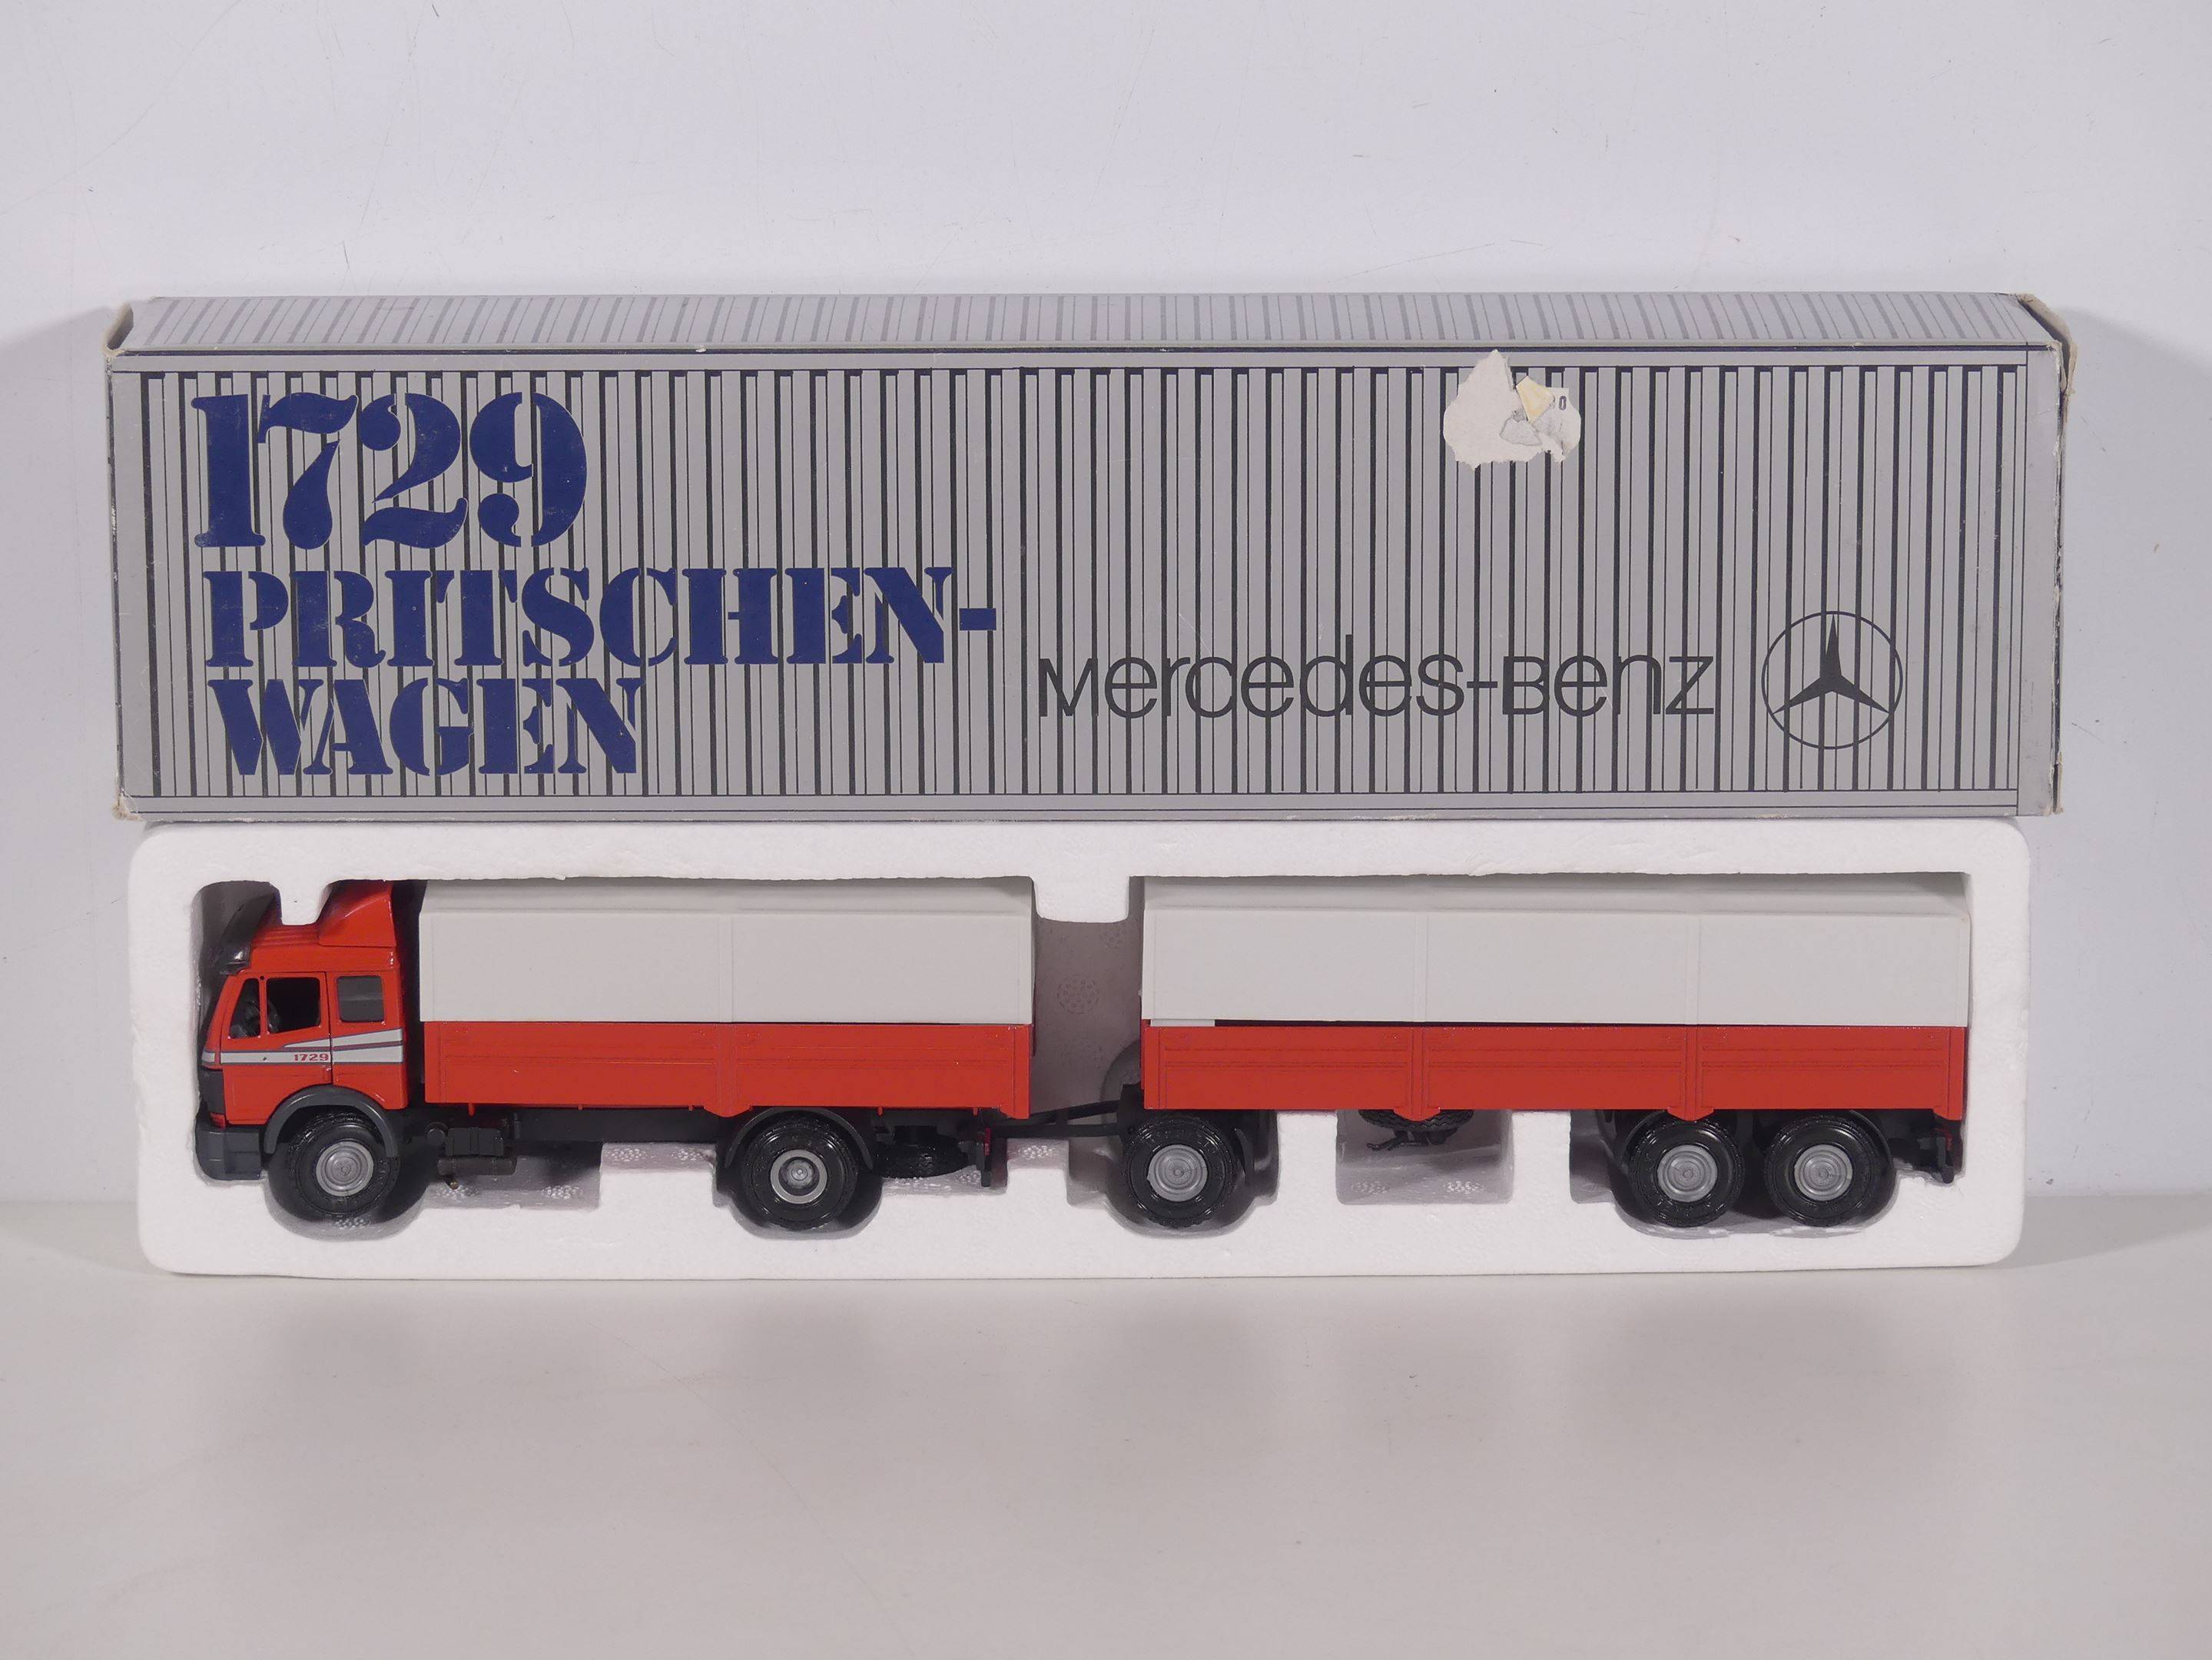 1729
PRITSCHEN-
WAGEN
Mercedes-Benz
1729